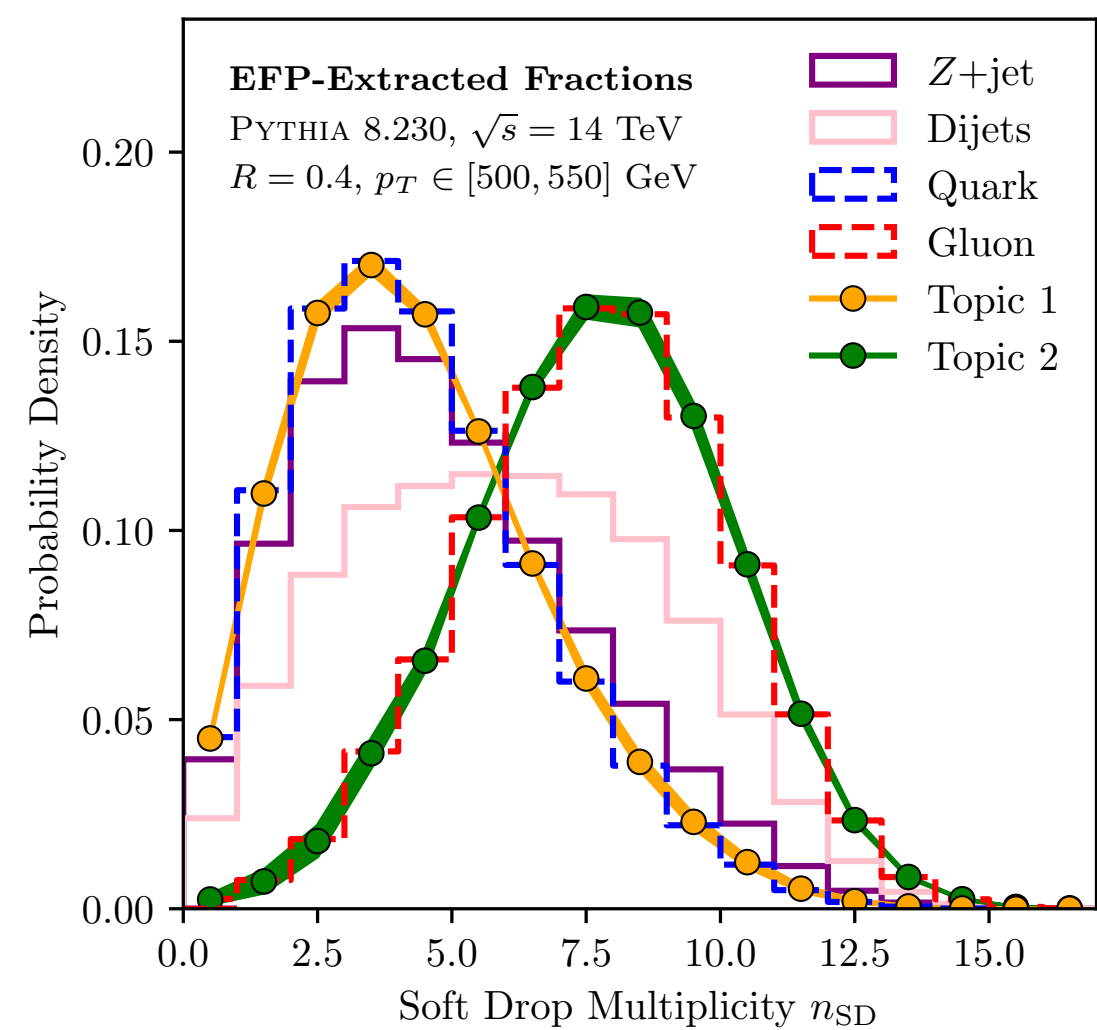 EFP-Extracted Fractions
PYTHIA 8.230, √s = 14 TeV
R = 0.4, p_T ∈ [500, 550] GeV
Z+jet
Dijets
Quark
Gluon
Topic 1
Topic 2
Probability Density
0.20
0.15
0.10
0.05
0.00
0.0 2.5 5.0 7.5 10.0 12.5 15.0
Soft Drop Multiplicity n_SD